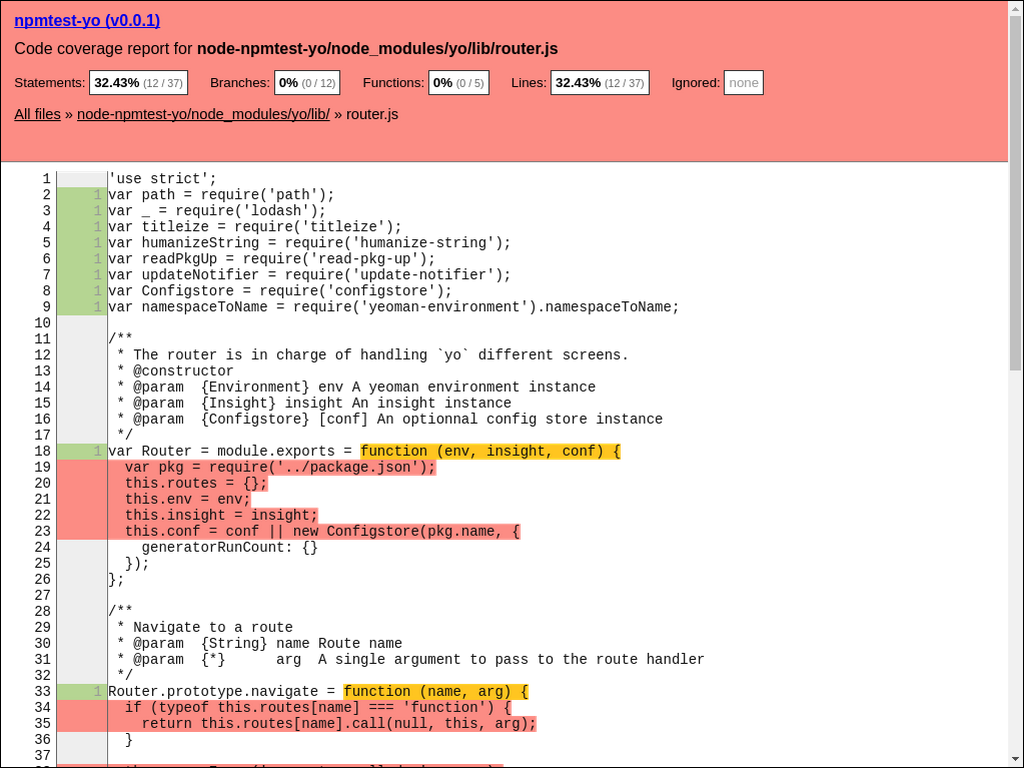 npmtest-yo (v0.0.1)
Code coverage report for node-npmtest-yo/node_modules/yo/lib/router.js
Statements: 32.43% (12 / 37) Branches: 0% (0 / 12) Functions: 0% (0 / 5) Lines: 32.43% (12 / 37) Ignored: none
All files » node-npmtest-yo/node_modules/yo/lib/ » router.js
1 'use strict';
2 1 var path = require('path');
3 1 var _ = require('lodash');
4 1 var titleize = require('titleize');
5 1 var humanizeString = require('humanize-string');
6 1 var readPkgUp = require('read-pkg-up');
7 1 var updateNotifier = require('update-notifier');
8 1 var Configstore = require('configstore');
9 1 var namespaceToName = require('yeoman-environment').namespaceToName;
10
11 /**
12  * The router is in charge of handling `yo` different screens.
13  * @constructor
14  * @param  {Environment} env A yeoman environment instance
15  * @param  {Insight} insight An insight instance
16  * @param  {Configstore} [conf] An optionnal config store instance
17  */
18 1 var Router = module.exports = function (env, insight, conf) {
19   var pkg = require('../package.json');
20   this.routes = {};
21   this.env = env;
22   this.insight = insight;
23   this.conf = conf || new Configstore(pkg.name, {
24     generatorRunCount: {}
25   });
26 };
27
28 /**
29  * Navigate to a route
30  * @param  {String} name Route name
31  * @param  {*}      arg  A single argument to pass to the route handler
32  */
33 1 Router.prototype.navigate = function (name, arg) {
34   if (typeof this.routes[name] === 'function') {
35     return this.routes[name].call(null, this, arg);
36   }
37